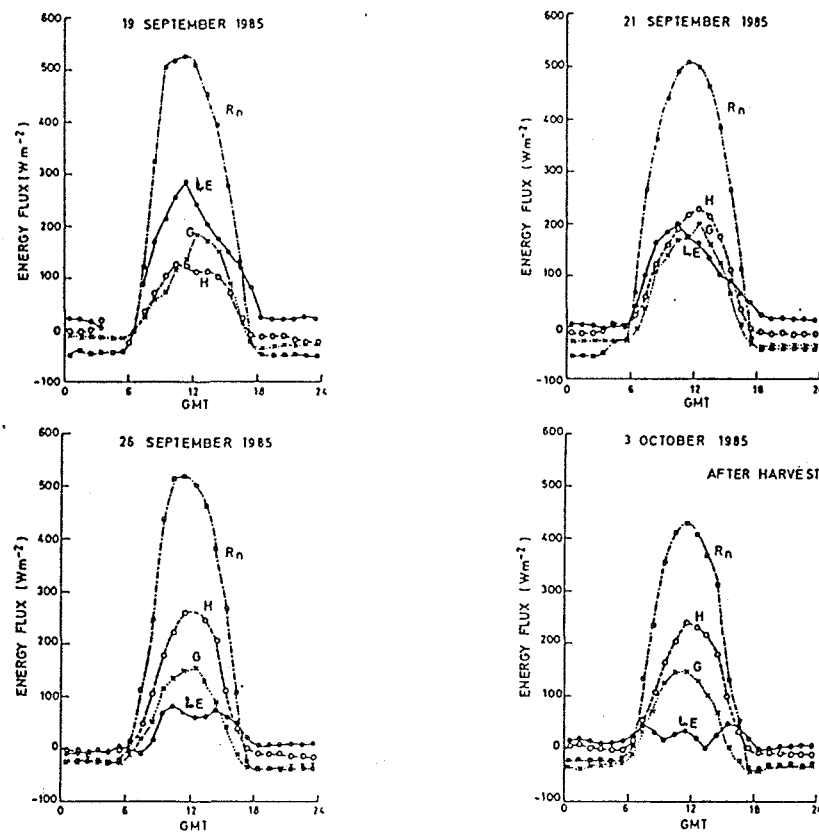 19 SEPTEMBER 1985
600
500
400
300
200
100
0
-100
ENERGY FLUX (Wm-2)
Rn
LE
G
H
0 6 12 18 24
GMT
21 SEPTEMBER 1985
600
500
400
300
200
100
0
-100
ENERGY FLUX (Wm-2)
Rn
H
G
LE
0 6 12 18 24
GMT
26 SEPTEMBER 1985
600
500
400
300
200
100
0
-100
ENERGY FLUX (Wm-2)
Rn
H
G
LE
0 6 12 18 24
GMT
3 OCTOBER 1985
AFTER HARVEST
600
500
400
300
200
100
0
-100
ENERGY FLUX (Wm-2)
Rn
H
G
LE
0 6 12 18 24
GMT